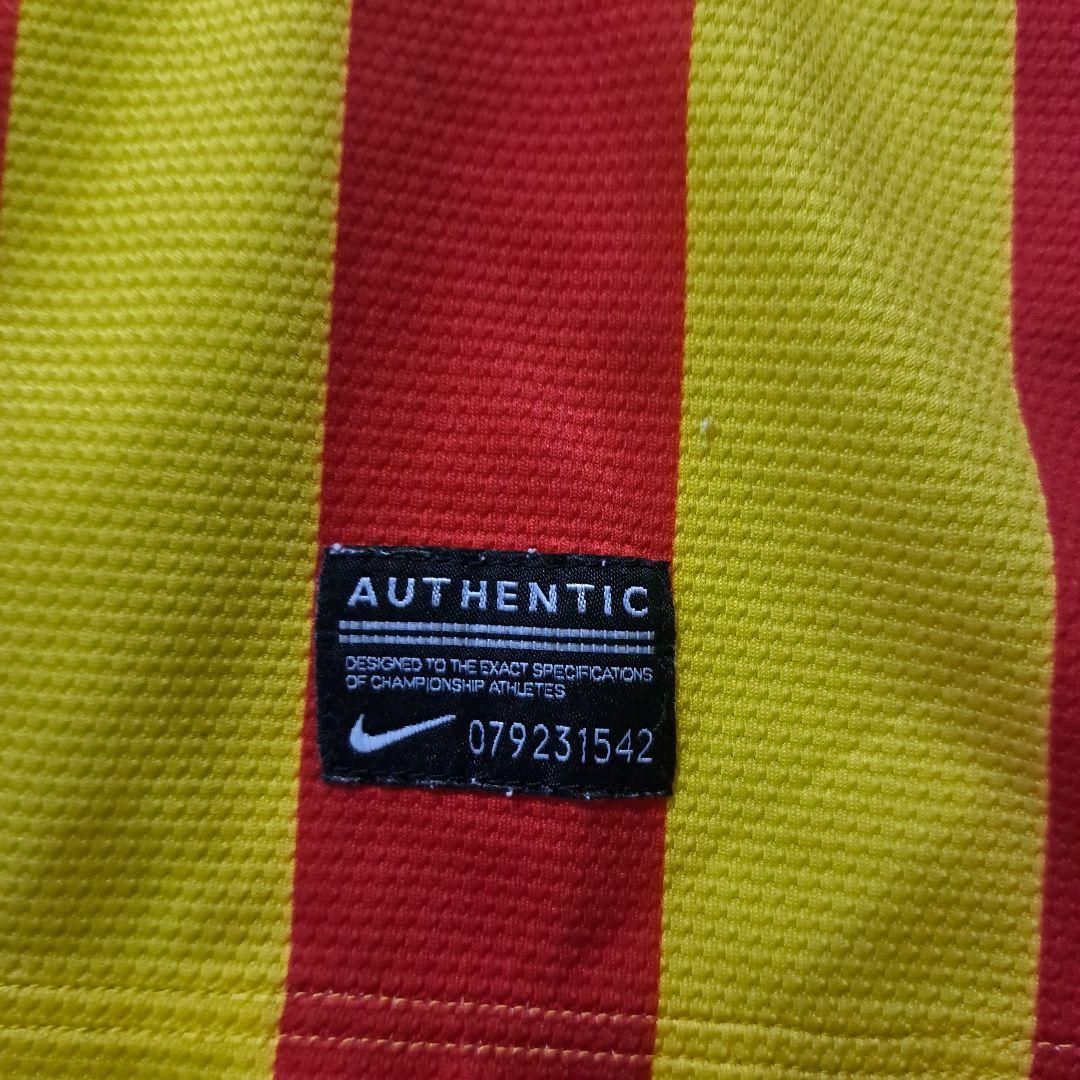 AUTHENTIC
DESIGNED TO THE EXACT SPECIFICATIONS
OF CHAMPIONSHIP ATHLETES
079231542